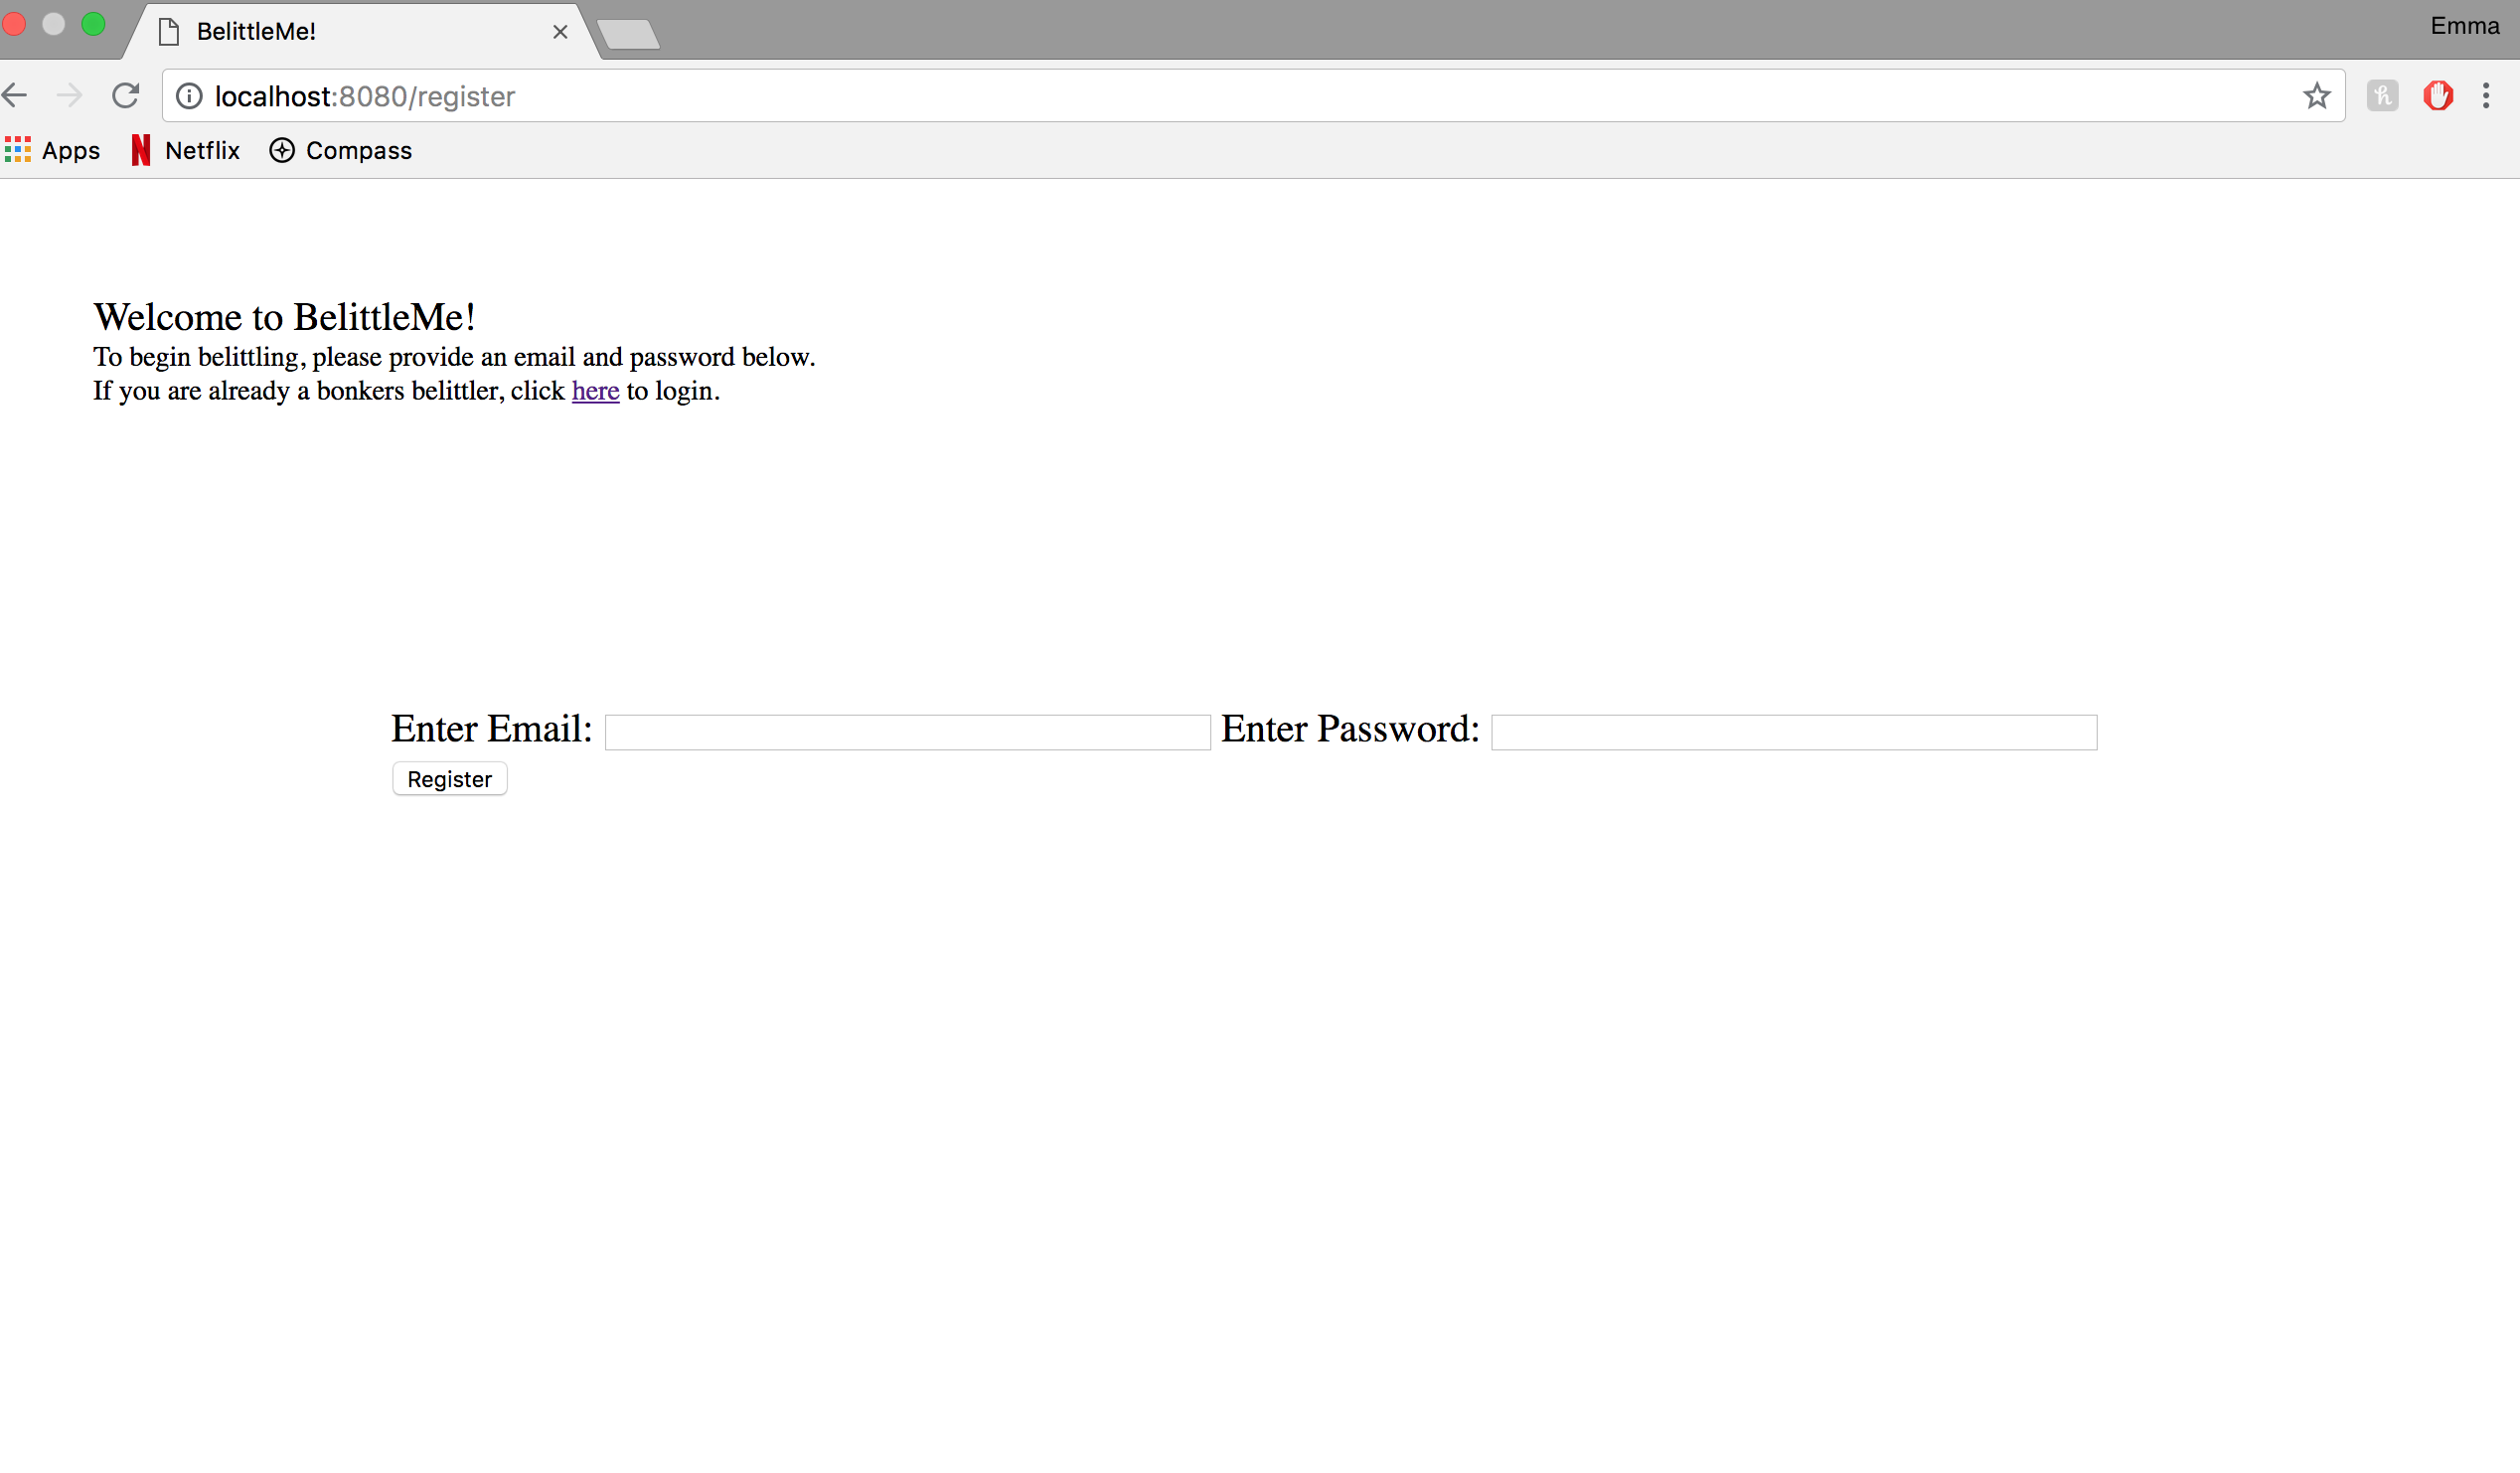 BelittleMe!
Emma
localhost:8080/register
Apps Netflix Compass
Welcome to BelittleMe!
To begin belittling, please provide an email and password below.
If you are already a bonkers belittler, click here to login.
Enter Email: Enter Password:
Register